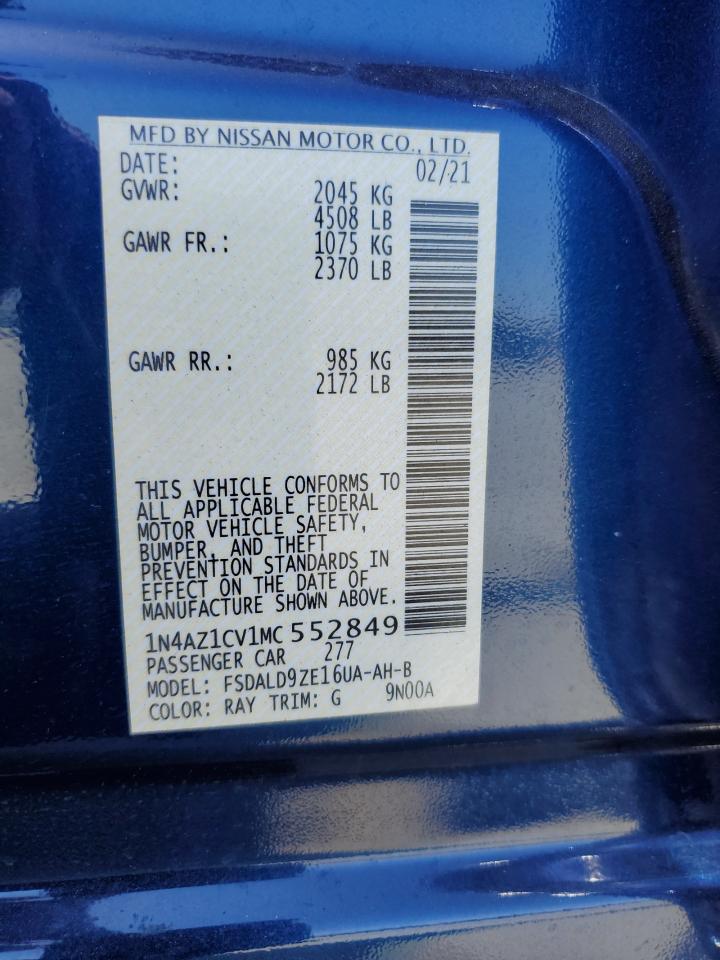 MFD BY NISSAN MOTOR CO., LTD.
DATE: 02/21
GVWR: 2045 KG
4508 LB
GAWR FR.: 1075 KG
2370 LB
GAWR RR.: 985 KG
2172 LB
THIS VEHICLE CONFORMS TO
ALL APPLICABLE FEDERAL
MOTOR VEHICLE SAFETY,
BUMPER, AND THEFT
PREVENTION STANDARDS IN
EFFECT ON THE DATE OF
MANUFACTURE SHOWN ABOVE.
1N4AZ1CV1MC552849
PASSENGER CAR 277
MODEL: FSDALD9ZE16UA-AH-B
COLOR: RAY TRIM: G 9N00A